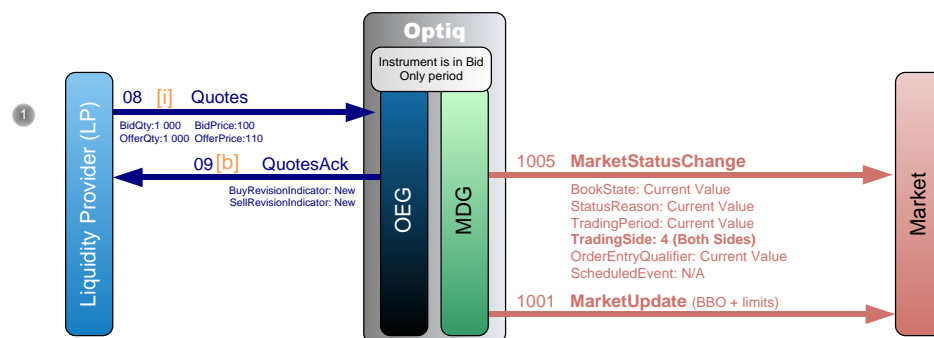 Optiq
Instrument is in Bid
Only period
1
Liquidity Provider (LP)
08 [i] Quotes
BidQty:1 000 BidPrice:100
OfferQty:1 000 OfferPrice:110
09 [b] QuotesAck
BuyRevisionIndicator: New
SellRevisionIndicator: New
OEG
MDG
1005 MarketStatusChange
BookState: Current Value
StatusReason: Current Value
TradingPeriod: Current Value
TradingSide: 4 (Both Sides)
OrderEntryQualifier: Current Value
ScheduledEvent: N/A
1001 MarketUpdate (BBO + limits)
Market